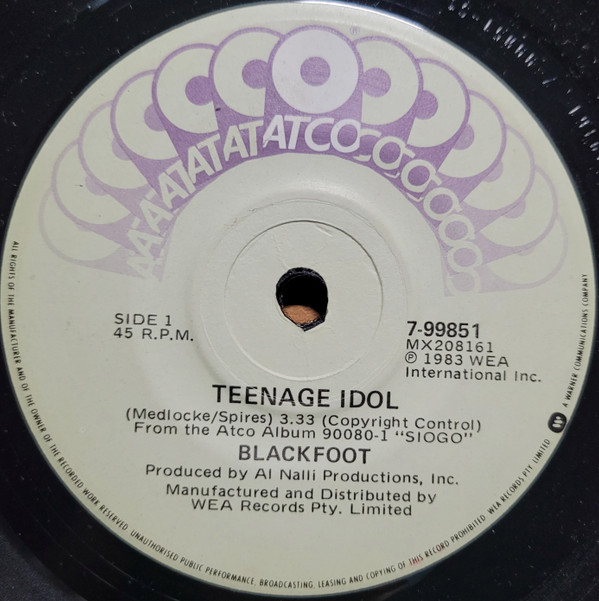 ATCO
SIDE 1
45 R.P.M.
7-99851
MX208161
℗ 1983 WEA
International Inc.
TEENAGE IDOL
(Medlocke/Spires) 3.33 (Copyright Control)
From the Atco Album 90080-1 "SIOGO"
BLACKFOOT
Produced by Al Nalli Productions, Inc.
Manufactured and Distributed by
WEA Records Pty. Limited
ALL RIGHTS OF THE MANUFACTURER AND OF THE OWNER OF THE RECORDED WORK RESERVED. UNAUTHORISED PUBLIC PERFORMANCE, BROADCASTING, LEASING AND COPYING OF THIS RECORD PROHIBITED. WEA RECORDS PTY. LIMITED
A WARNER COMMUNICATIONS COMPANY